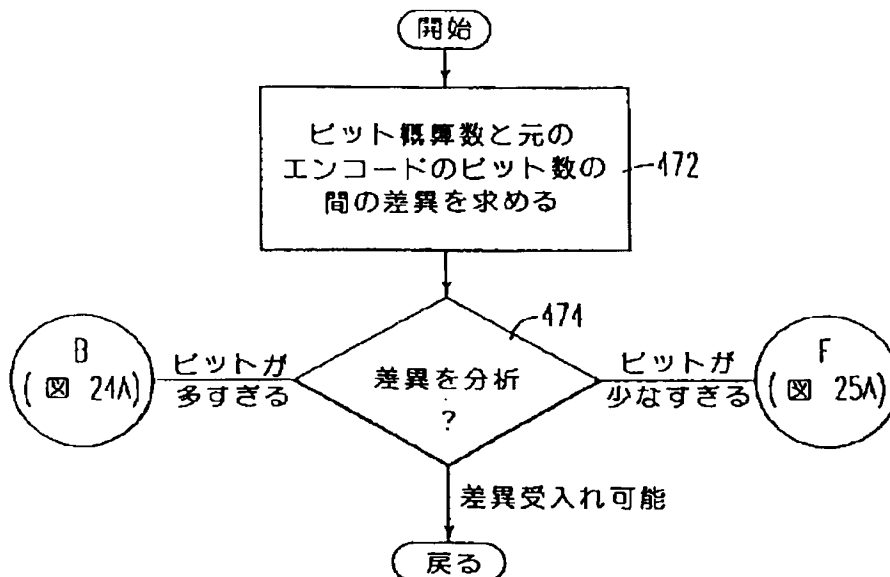 開始
ビット概算数と元の
エンコードのビット数の
間の差異を求める
472
474
B
(図 24A)
ビットが
多すぎる
差異を分析
?
ビットが
少なすぎる
F
(図 25A)
差異受入れ可能
戻る